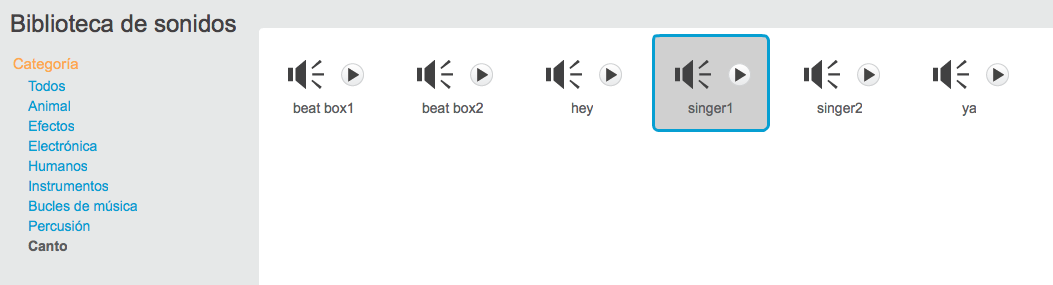 Biblioteca de sonidos
Categoría
Todos
Animal
Efectos
Electrónica
Humanos
Instrumentos
Bucles de música
Percusión
Canto
beat box1 beat box2 hey singer1 singer2 ya